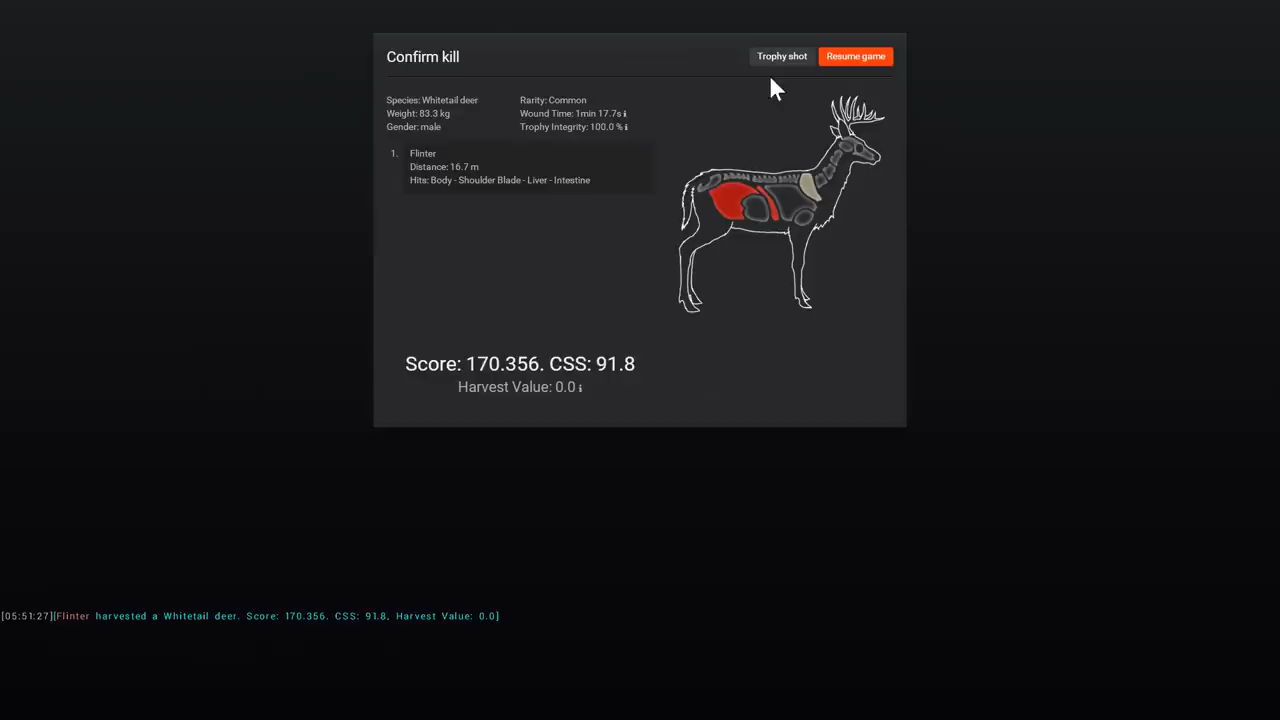 Confirm kill
Trophy shot
Resume game
Species: Whitetail deer
Weight: 83.3 kg
Gender: male
Rarity: Common
Wound Time: 1min 17.7s i
Trophy Integrity: 100.0 % i
1. Flinter
Distance: 16.7 m
Hits: Body - Shoulder Blade - Liver - Intestine
Score: 170.356. CSS: 91.8
Harvest Value: 0.0 i
[05:51:27][Flinter harvested a Whitetail deer. Score: 170.356. CSS: 91.8, Harvest Value: 0.0]